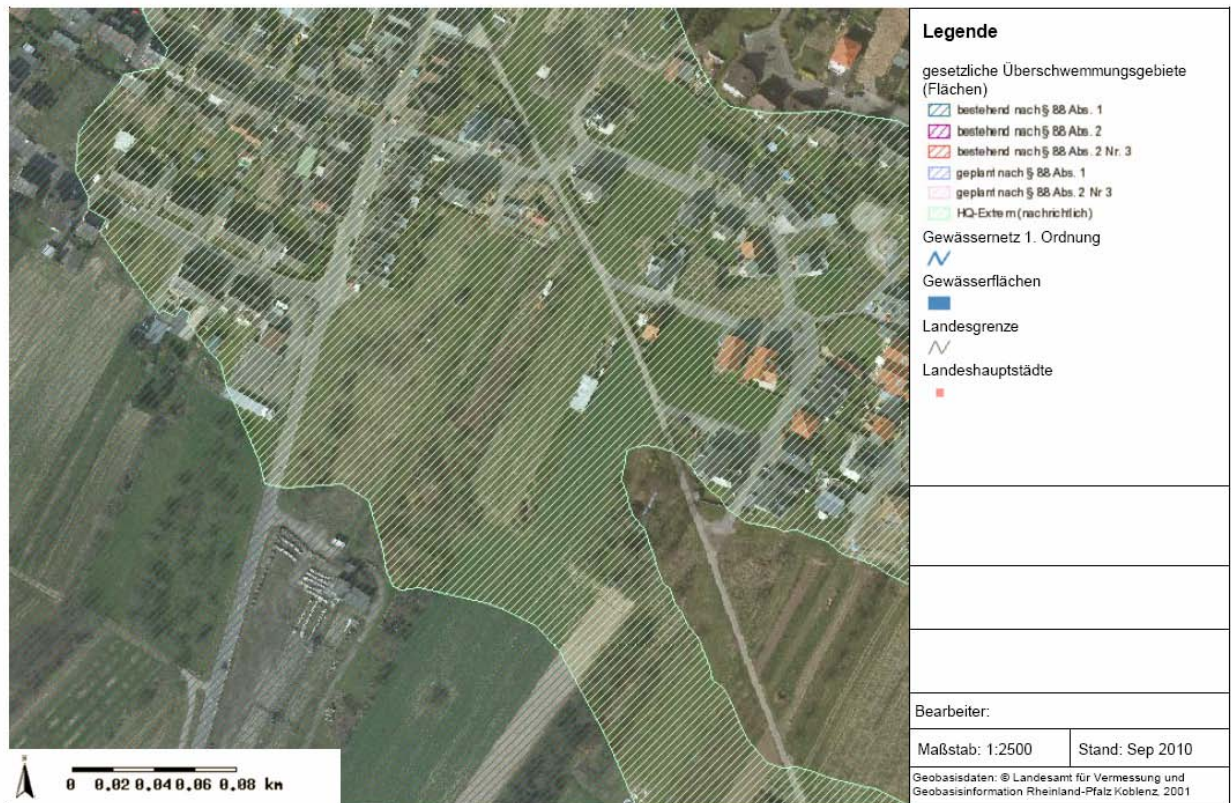 Legende
gesetzliche Überschwemmungsgebiete
(Flächen)
bestehend nach § 88 Abs. 1
bestehend nach § 88 Abs. 2
bestehend nach § 88 Abs. 2 Nr. 3
geplant nach § 88 Abs. 1
geplant nach § 88 Abs. 2 Nr 3
HQ-Extrem (nachrichtlich)
Gewässernetz 1. Ordnung
Gewässerflächen
Landesgrenze
Landeshauptstädte
Bearbeiter:
Maßstab: 1:2500 Stand: Sep 2010
Geobasisdaten: © Landesamt für Vermessung und
Geobasisinformation Rheinland-Pfalz Koblenz, 2001
0 0.02 0.04 0.06 0.08 km